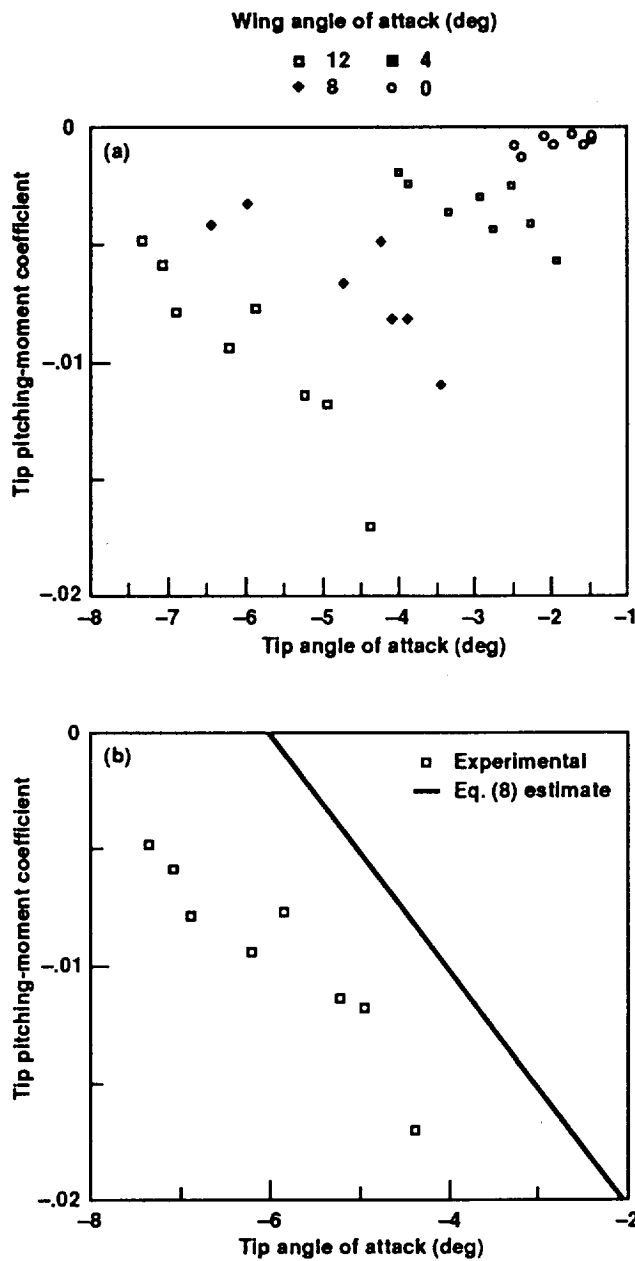 Wing angle of attack (deg)
12 4
8 0
(a)
0
–.01
–.02
Tip pitching-moment coefficient
–8 –7 –6 –5 –4 –3 –2 –1
Tip angle of attack (deg)
(b)
Experimental
Eq. (8) estimate
0
–.01
–.02
Tip pitching-moment coefficient
–8 –6 –4 –2
Tip angle of attack (deg)